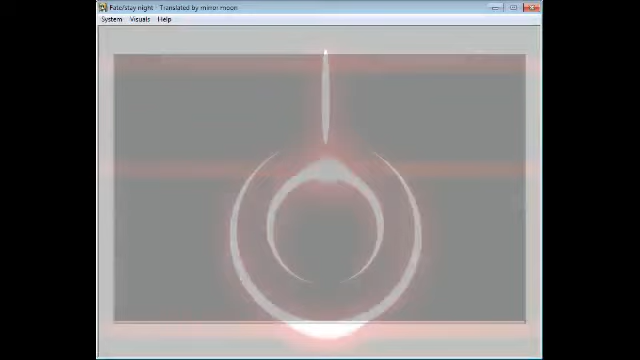 Fate/stay night - Translated by mirror moon
System Visuals Help